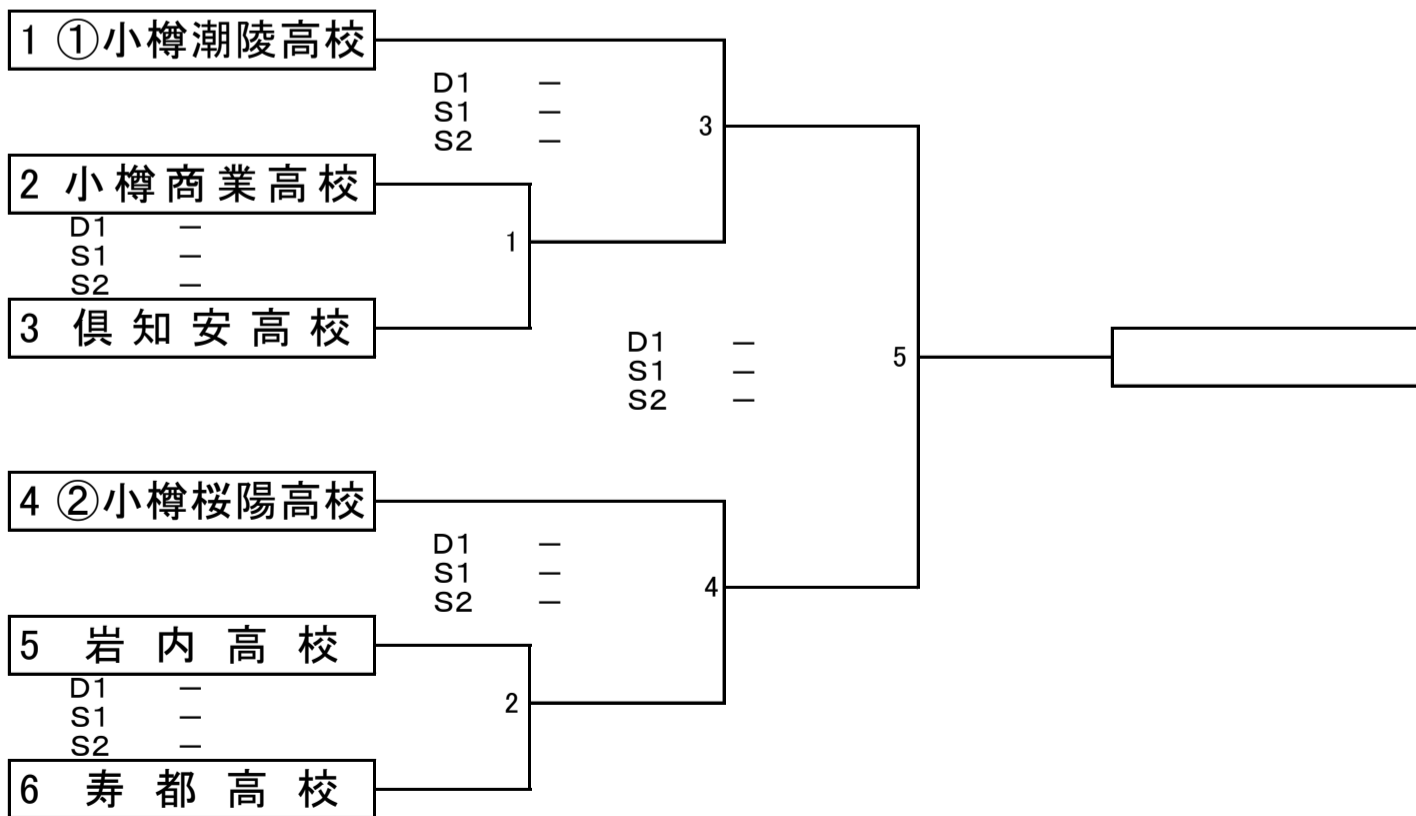 1 ①小樽潮陵高校
D1 －
S1 －
S2 －
3
2 小樽商業高校
D1 －
S1 －
S2 －
1
3 倶知安高校
D1 －
S1 －
S2 －
5
4 ②小樽桜陽高校
D1 －
S1 －
S2 －
4
5 岩内高校
D1 －
S1 －
S2 －
2
6 寿都高校